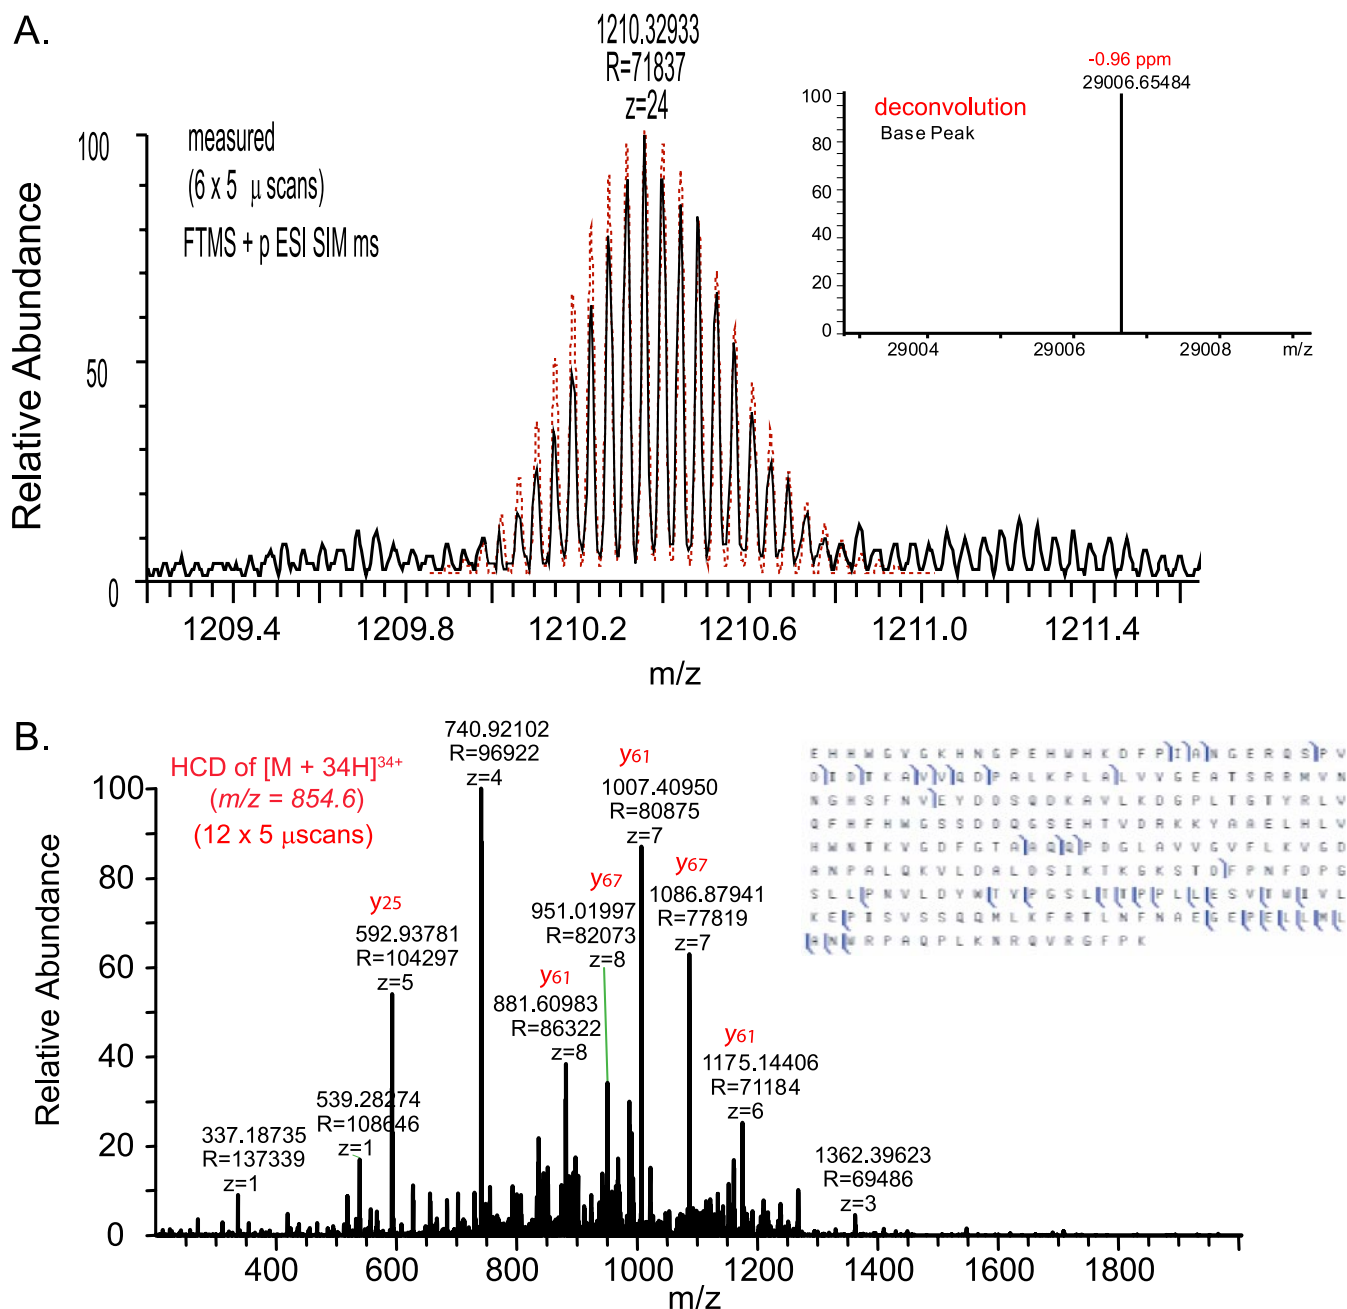 A.
1210.32933
R=71837
z=24
measured
(6 x 5 μ scans)
FTMS + p ESI SIM ms
Relative Abundance
100
50
0
1209.4 1209.8 1210.2 1210.6 1211.0 1211.4
m/z
-0.96 ppm
29006.65484
deconvolution
Base Peak
100
80
60
40
20
0
29004 29006 29008 m/z
B.
HCD of [M + 34H]34+
(m/z = 854.6)
(12 x 5 μscans)
Relative Abundance
100
80
60
40
20
0
337.18735
R=137339
z=1
539.28274
R=108646
z=1
y25
592.93781
R=104297
z=5
740.92102
R=96922
z=4
y61
881.60983
R=86322
z=8
y67
951.01997
R=82073
z=8
y61
1007.40950
R=80875
z=7
y67
1086.87941
R=77819
z=7
y61
1175.14406
R=71184
z=6
1362.39623
R=69486
z=3
400 600 800 1000 1200 1400 1600 1800
m/z
E H H W G V G K H N G P E H W H K D F P I A N G E R Q S P V
D T D T K A V V Q D P A L K P L A L V V G E A T S R R M V N
N G H S F N V E Y D D S Q D K A V L K D G P L T G T Y R L V
Q F H F H W G S S D D Q G S E H T V D R K K Y A A E L H L V
H W N T K V G D F G T A A Q Q P D G L A V V G V F L K V G D
A N P A L Q K V L D A L D S I K T K G K S T D F P N F D P G
S L L P N V L D Y W T Y P G S L T T P P L L E S V T W I V L
K E P I S V S S Q Q M L K F R T L N F N A E G E P E L L M L
A N W R P A Q P L K N R Q V R G F P K